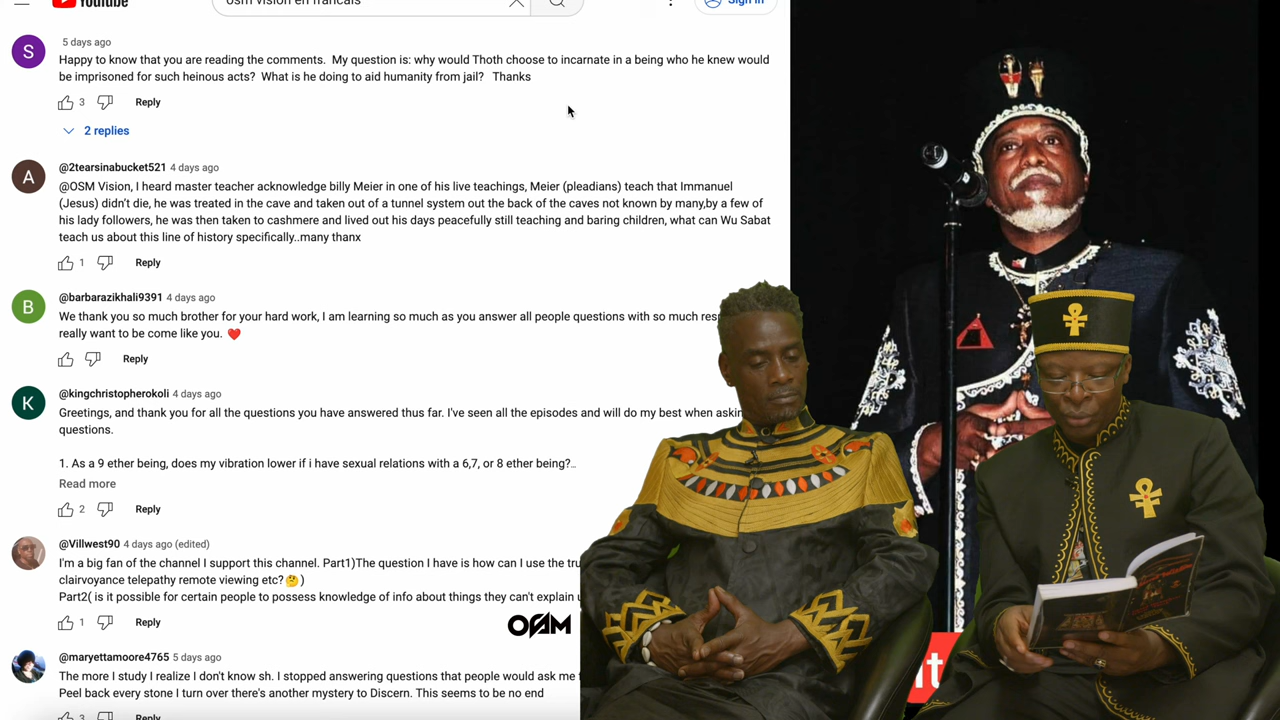 YouTube
osm vision en francais
Sign in
S
5 days ago
Happy to know that you are reading the comments. My question is: why would Thoth choose to incarnate in a being who he knew would
be imprisoned for such heinous acts? What is he doing to aid humanity from jail? Thanks
3
Reply
2 replies
A
@2tearsinabucket521 4 days ago
@OSM Vision, I heard master teacher acknowledge billy Meier in one of his live teachings, Meier (pleadians) teach that Immanuel
(Jesus) didn't die, he was treated in the cave and taken out of a tunnel system out the back of the caves not known by many,by a few of
his lady followers, he was then taken to cashmere and lived out his days peacefully still teaching and baring children, what can Wu Sabat
teach us about this line of history specifically..many thanx
1
Reply
B
@barbarazikhali9391 4 days ago
We thank you so much brother for your hard work, I am learning so much as you answer all people questions with so much
really want to be come like you. ❤️
Reply
K
@kingchristopherokoli 4 days ago
Greetings, and thank you for all the questions you have answered thus far. I've seen all the episodes and will do my best when
questions.
1. As a 9 ether being, does my vibration lower if i have sexual relations with a 6,7, or 8 ether being?...
Read more
2
Reply
@Villwest90 4 days ago (edited)
I'm a big fan of the channel I support this channel. Part1)The question I have is how can I use the
clairvoyance telepathy remote viewing etc?🤔)
Part2( is it possible for certain people to possess knowledge of info about things they can't explain
1
Reply
OSM
@maryettamoore4765 5 days ago
The more I study I realize I don't know sh. I stopped answering questions that people would ask me
Peel back every stone I turn over there's another mystery to Discern. This seems to be no end
3
Reply
it